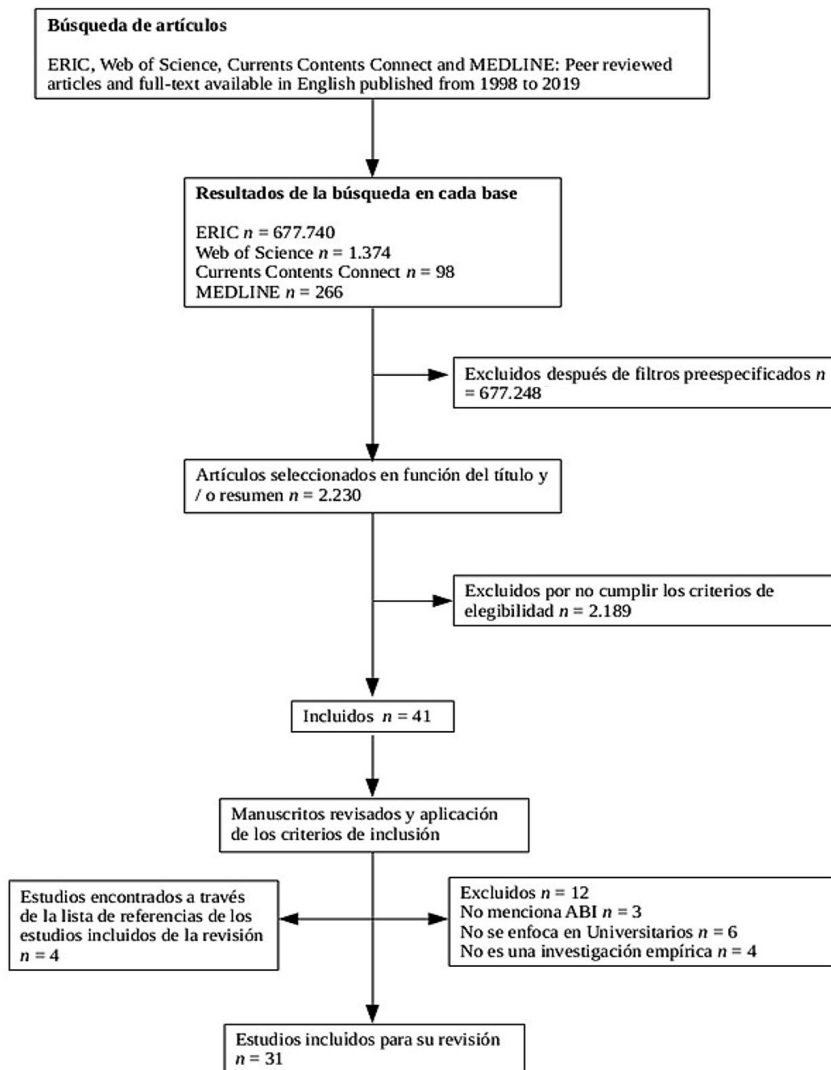 Búsqueda de artículos
ERIC, Web of Science, Currents Contents Connect and MEDLINE: Peer reviewed
articles and full-text available in English published from 1998 to 2019
Resultados de la búsqueda en cada base
ERIC n = 677.740
Web of Science n = 1.374
Currents Contents Connect n = 98
MEDLINE n = 266
Excluidos después de filtros preespecificados n
= 677.248
Artículos seleccionados en función del título y
/ o resumen n = 2.230
Excluidos por no cumplir los criterios de
elegibilidad n = 2.189
Incluidos n = 41
Manuscritos revisados y aplicación
de los criterios de inclusión
Estudios encontrados a través
de la lista de referencias de los
estudios incluidos de la revisión
n = 4
Excluidos n = 12
No menciona ABI n = 3
No se enfoca en Universitarios n = 6
No es una investigación empírica n = 4
Estudios incluidos para su revisión
n = 31